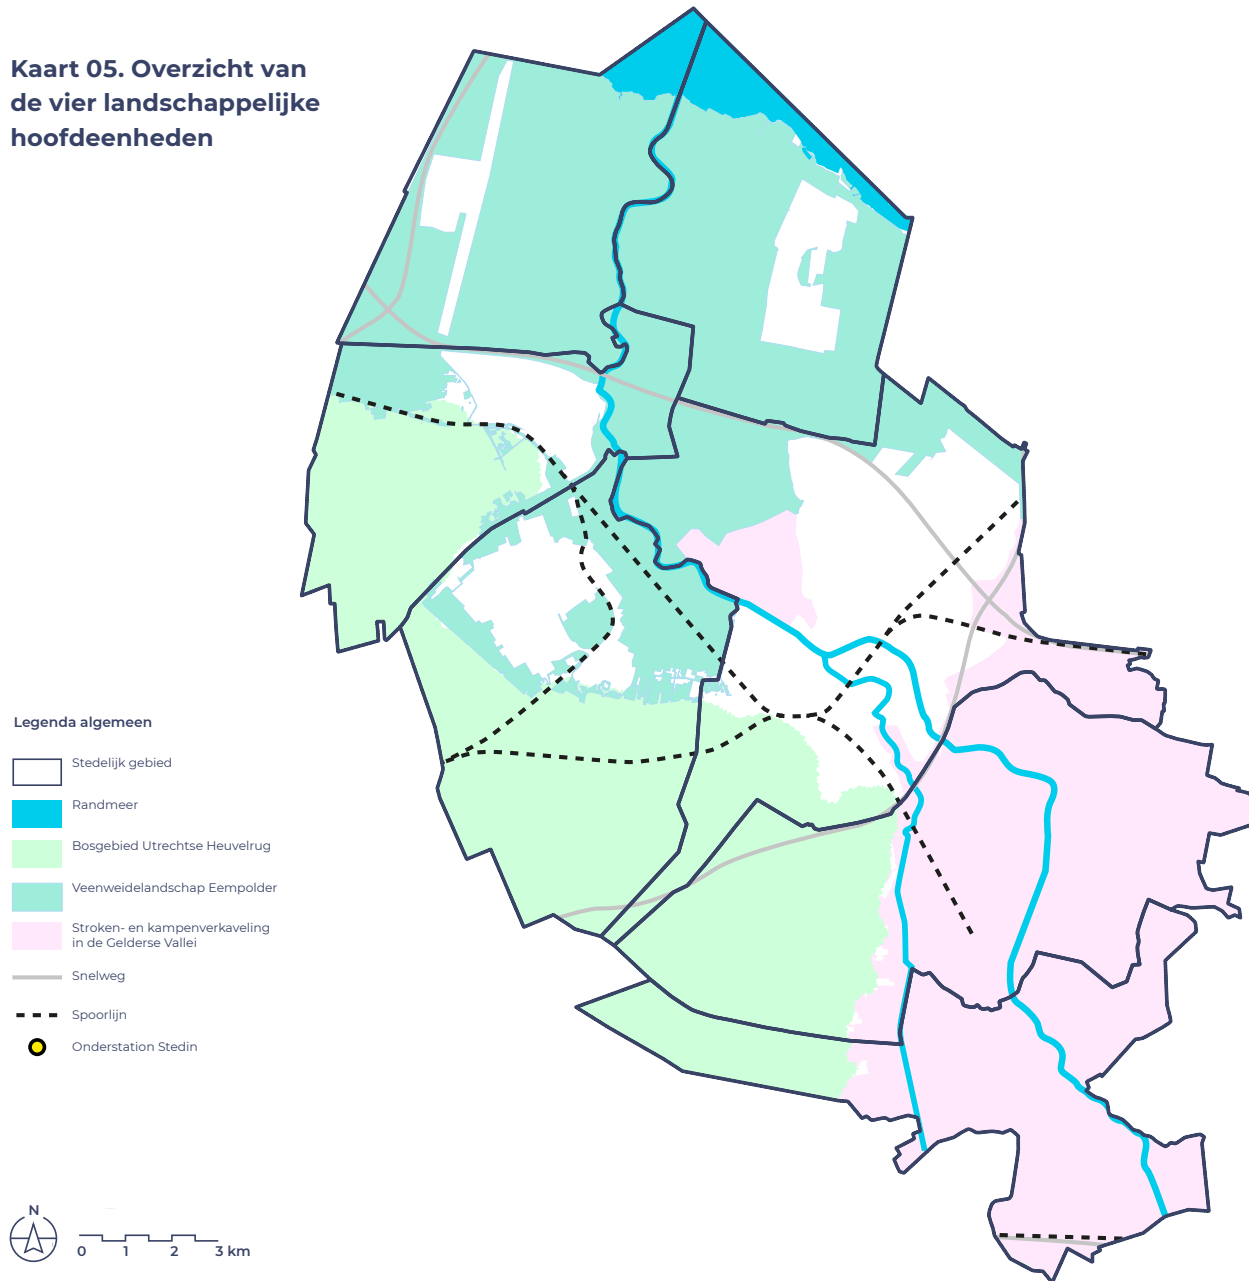 Kaart 05. Overzicht van
de vier landschappelijke
hoofdeenheden
Legenda algemeen
Stedelijk gebied
Randmeer
Bosgebied Utrechtse Heuvelrug
Veenweidelandschap Eempolder
Stroken- en kampenverkaveling
in de Gelderse Vallei
Snelweg
Spoorlijn
Onderstation Stedin
N
0 1 2 3 km